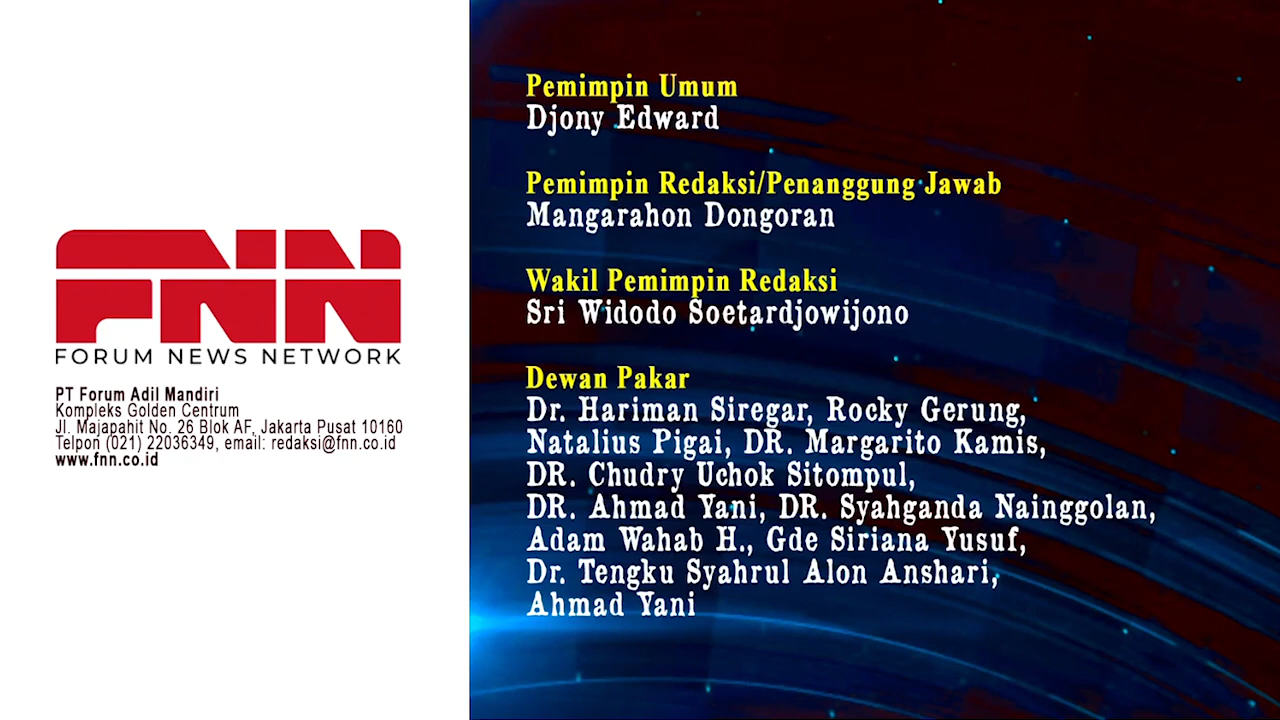 FNN
FORUM NEWS NETWORK
PT Forum Adil Mandiri
Kompleks Golden Centrum
Jl. Majapahit No. 26 Blok AF, Jakarta Pusat 10160
Telpon (021) 22036349, email: redaksi@fnn.co.id
www.fnn.co.id
Pemimpin Umum
Djony Edward
Pemimpin Redaksi/Penanggung Jawab
Mangarahon Dongoran
Wakil Pemimpin Redaksi
Sri Widodo Soetardjowijono
Dewan Pakar
Dr. Hariman Siregar, Rocky Gerung,
Natalius Pigai, DR. Margarito Kamis,
DR. Chudry Uchok Sitompul,
DR. Ahmad Yani, DR. Syahganda Nainggolan,
Adam Wahab H., Gde Siriana Yusuf,
Dr. Tengku Syahrul Alon Anshari,
Ahmad Yani